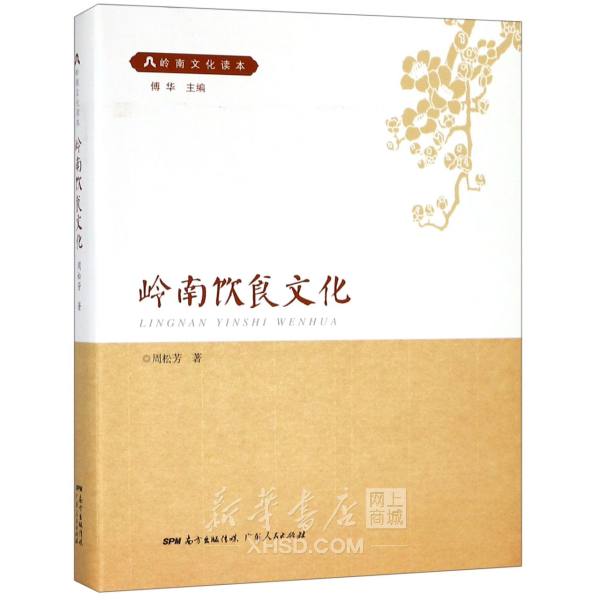 岭南文化读本
傅华 主编
岭南文化读本
岭南饮食文化
周松芳 著
岭南饮食文化
LINGNAN YINSHI WENHUA
◎周松芳 著
新华书店
网上商城
XHSD.COM
SPM 南方出版传媒 广东人民出版社